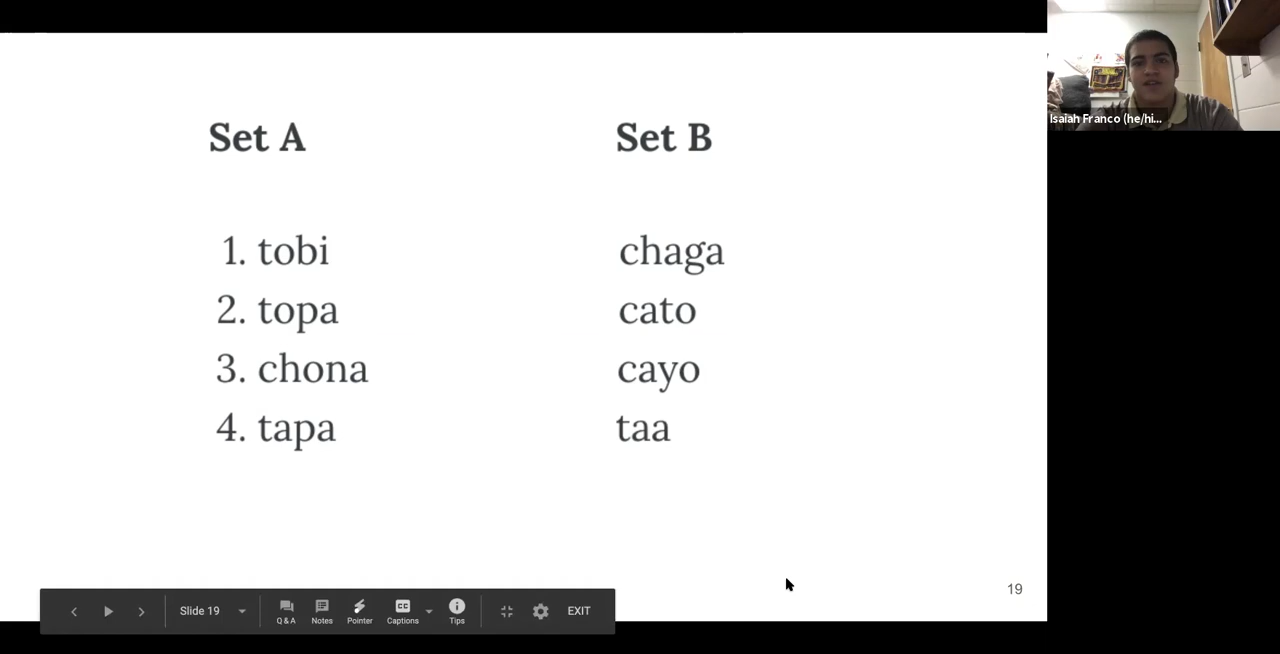 Isaiah Franco (he/hi...
Set A
Set B
1. tobi
chaga
2. topa
cato
3. chona
cayo
4. tapa
taa
19
Slide 19
Q & A
Notes
Pointer
CC
Captions
Tips
EXIT